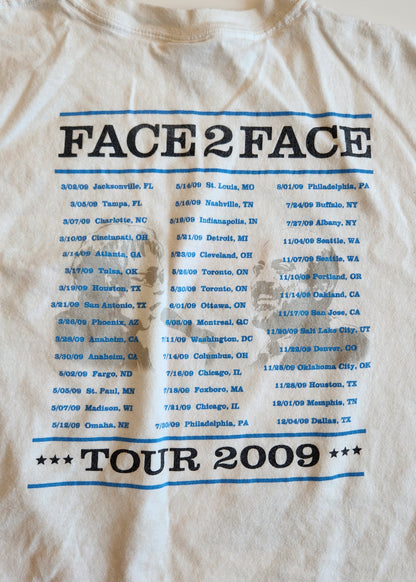 FACE 2 FACE
3/02/09 Jacksonville, FL
3/05/09 Tampa, FL
3/07/09 Charlotte, NC
3/10/09 Cincinnati, OH
3/14/09 Atlanta, GA
3/17/09 Tulsa, OK
3/19/09 Houston, TX
3/21/09 San Antonio, TX
3/26/09 Phoenix, AZ
3/28/09 Anaheim, CA
3/30/09 Anaheim, CA
5/02/09 Fargo, ND
5/05/09 St. Paul, MN
5/07/09 Madison, WI
5/12/09 Omaha, NE
5/14/09 St. Louis, MO
5/16/09 Nashville, TN
5/19/09 Indianapolis, IN
5/21/09 Detroit, MI
5/23/09 Cleveland, OH
5/26/09 Toronto, ON
5/30/09 Toronto, ON
6/01/09 Ottawa, ON
Montreal, QC
7/11/09 Washington, DC
7/14/09 Columbus, OH
7/16/09 Chicago, IL
7/18/09 Foxboro, MA
7/21/09 Chicago, IL
7/30/09 Philadelphia, PA
8/01/09 Philadelphia, PA
7/24/09 Buffalo, NY
7/27/09 Albany, NY
11/04/09 Seattle, WA
11/07/09 Seattle, WA
11/10/09 Portland, OR
11/14/09 Oakland, CA
11/17/09 San Jose, CA
11/20/09 Salt Lake City, UT
11/22/09 Denver, CO
11/25/09 Oklahoma City, OK
11/28/09 Houston, TX
12/01/09 Memphis, TN
12/04/09 Dallas, TX
*** TOUR 2009 ***